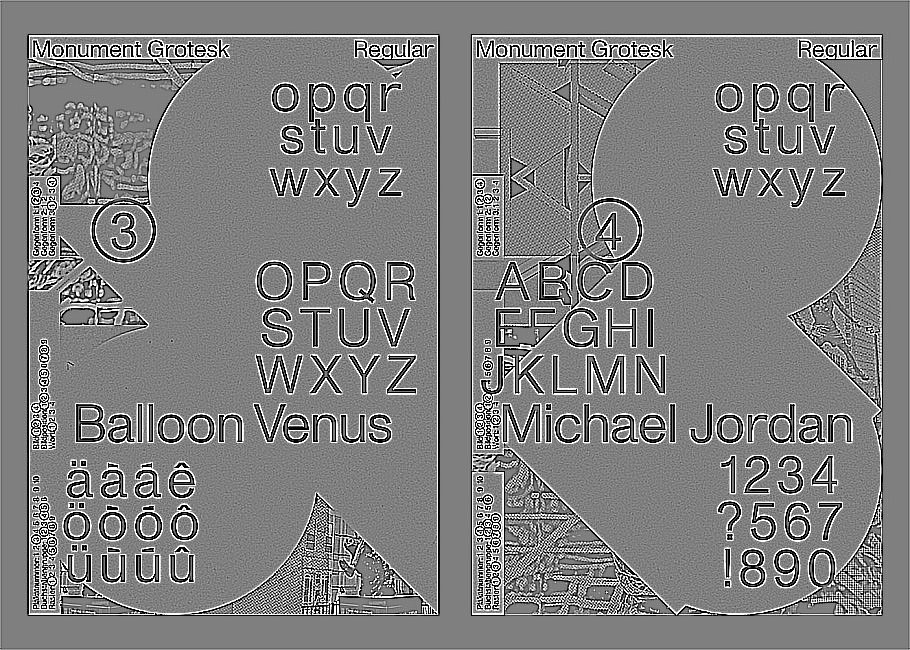 Monument Grotesk Regular
opqr
stuv
wxyz
3
OPQR
STUV
WXYZ
Balloon Venus
äàáê
öòóô
üùúû
Monument Grotesk Regular
opqr
stuv
wxyz
4
ABCD
EFGHI
JKLMN
Michael Jordan
1234
?567
!890